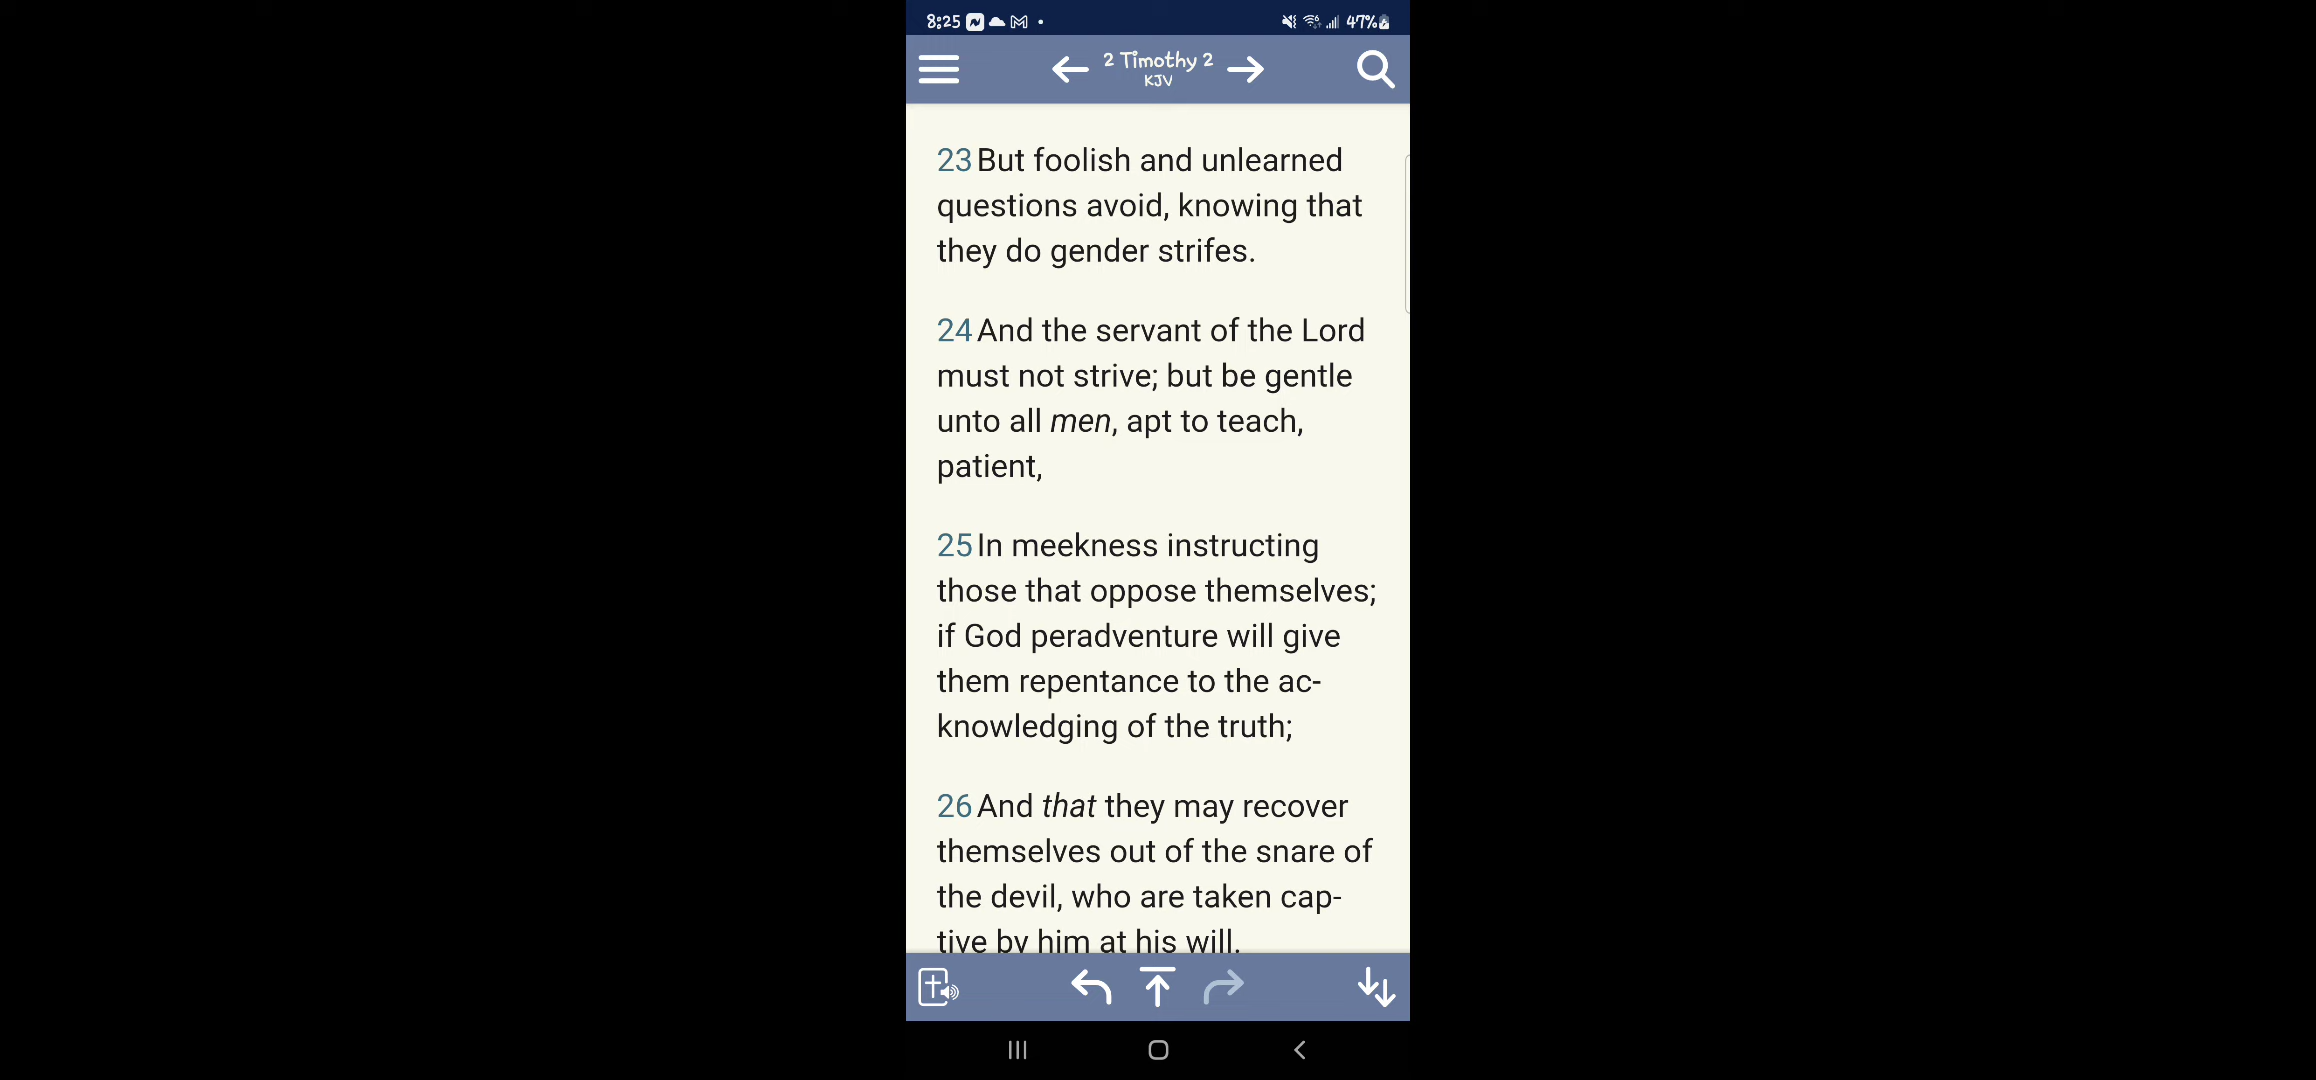 8:25
47%
2 Timothy 2
KJV
23 But foolish and unlearned
questions avoid, knowing that
they do gender strifes.
24 And the servant of the Lord
must not strive; but be gentle
unto all men, apt to teach,
patient,
25 In meekness instructing
those that oppose themselves;
if God peradventure will give
them repentance to the ac-
knowledging of the truth;
26 And that they may recover
themselves out of the snare of
the devil, who are taken cap-
tive by him at his will.